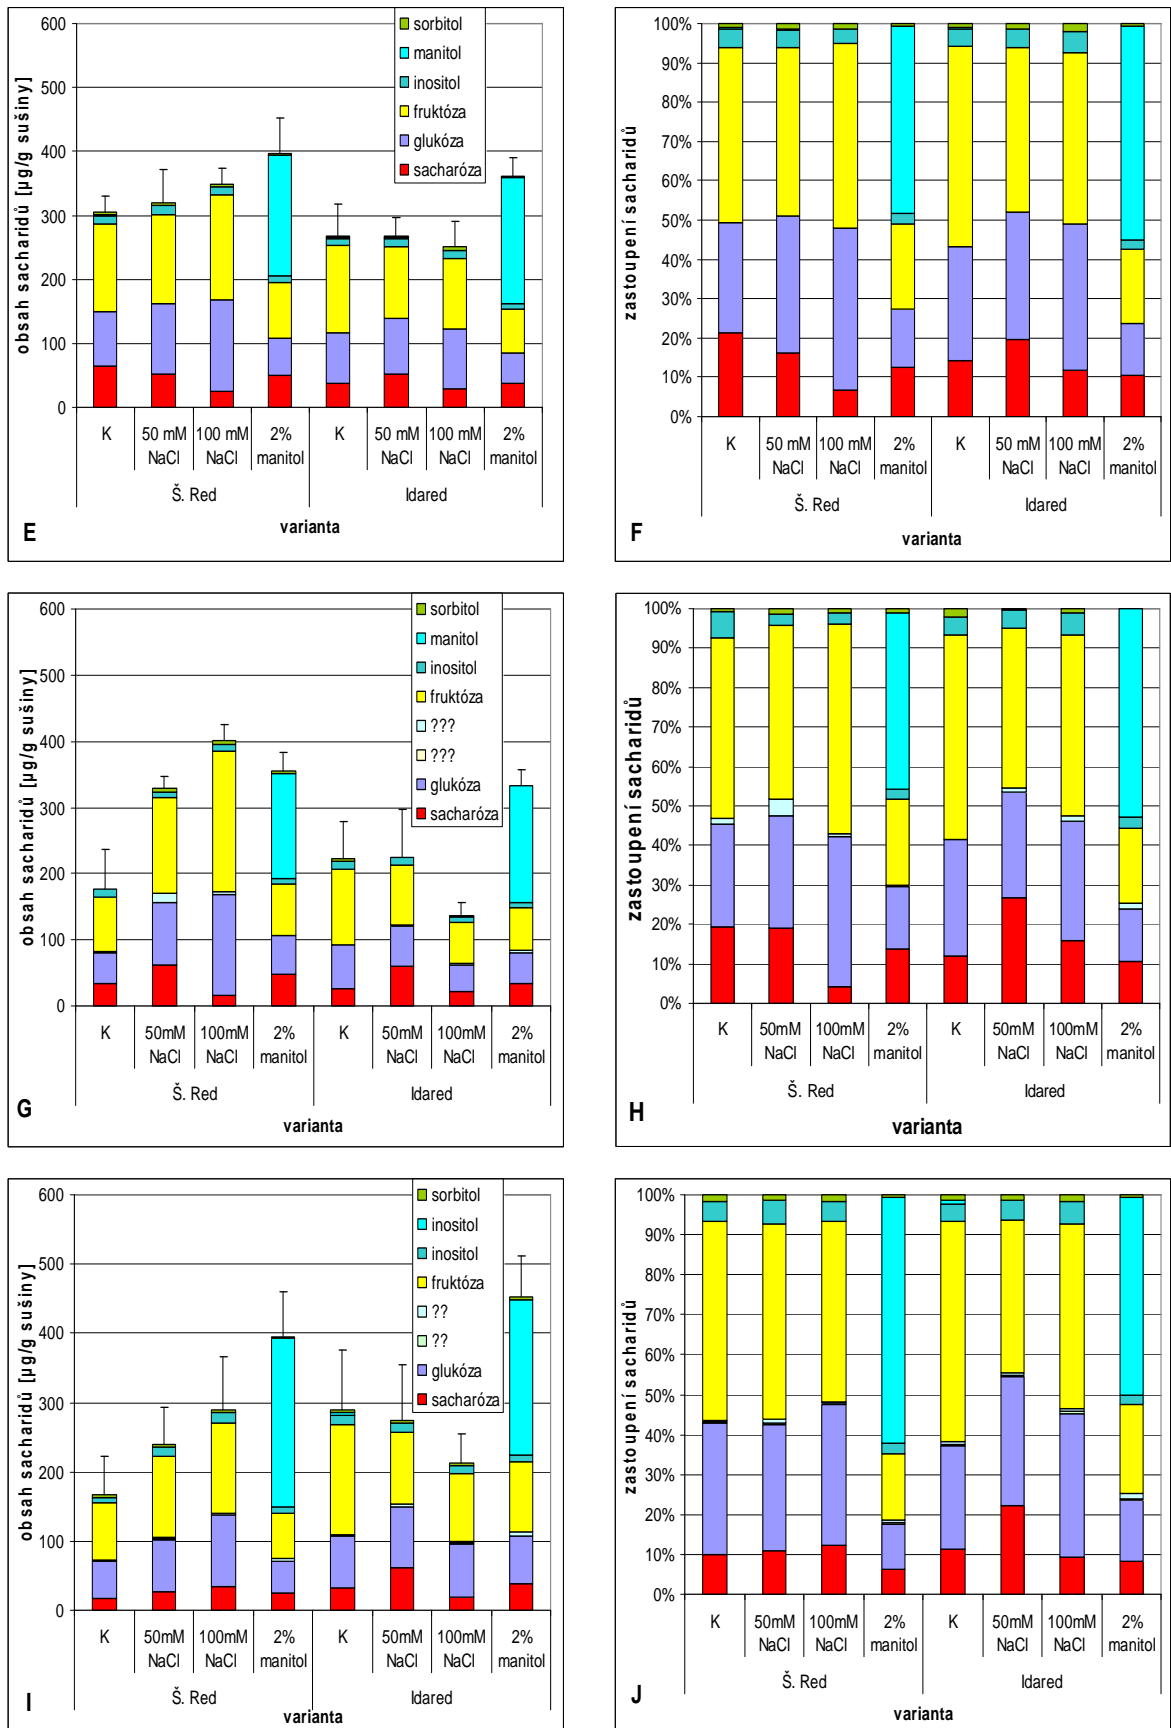 obsah sacharidů [µg/g sušiny]
600
500
400
300
200
100
0
sorbitol
manitol
inositol
fruktóza
glukóza
sacharóza
K 50 mM 100 mM 2% K 50 mM 100 mM 2%
NaCl NaCl manitol NaCl NaCl manitol
Š. Red Idared
varianta
E
zastoupení sacharidů
100%
90%
80%
70%
60%
50%
40%
30%
20%
10%
0%
K 50 mM 100 mM 2% K 50 mM 100 mM 2%
NaCl NaCl manitol NaCl NaCl manitol
Š. Red Idared
varianta
F
obsah sacharidů [µg/g sušiny]
600
500
400
300
200
100
0
sorbitol
manitol
inositol
fruktóza
???
???
glukóza
sacharóza
K 50mM 100mM 2% K 50mM 100mM 2%
NaCl NaCl manitol NaCl NaCl manitol
Š. Red Idared
varianta
G
zastoupení sacharidů
100%
90%
80%
70%
60%
50%
40%
30%
20%
10%
0%
K 50mM 100mM 2% K 50mM 100mM 2%
NaCl NaCl manitol NaCl NaCl manitol
Š. Red Idared
varianta
H
obsah sacharidů [µg/g sušiny]
600
500
400
300
200
100
0
sorbitol
inositol
inositol
fruktóza
??
??
glukóza
sacharóza
K 50mM 100mM 2% K 50mM 100mM 2%
NaCl NaCl manitol NaCl NaCl manitol
Š. Red Idared
varianta
I
zastoupení sacharidů
100%
90%
80%
70%
60%
50%
40%
30%
20%
10%
0%
K 50mM 100mM 2% K 50mM 100mM 2%
NaCl NaCl manitol NaCl NaCl manitol
Š. Red Idared
varianta
J